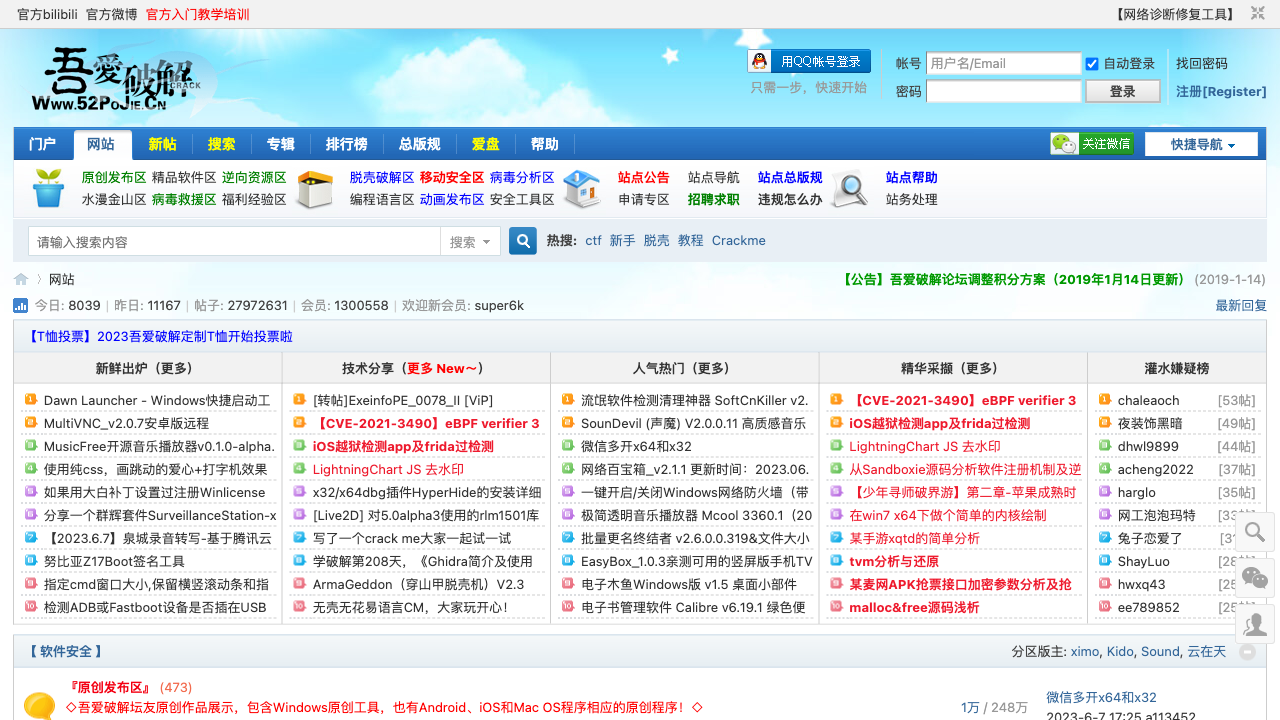 官方bilibili 官方微博 官方入门教学培训 【网络诊断修复工具】
吾愛破解 CRACK
Www.52PoJie.Cn
用QQ帐号登录
只需一步，快速开始
帐号 用户名/Email 自动登录 找回密码
密码 登录 注册[Register]
门户 网站 新帖 搜索 专辑 排行榜 总版规 爱盘 帮助 关注微信 快捷导航
原创发布区 精品软件区 逆向资源区 脱壳破解区 移动安全区 病毒分析区 站点公告 站点导航 站点总版规 站点帮助
水漫金山区 病毒救援区 福利经验区 编程语言区 动画发布区 安全工具区 申请专区 招聘求职 违规怎么办 站务处理
请输入搜索内容 搜索 热搜: ctf 新手 脱壳 教程 Crackme
网站 【公告】吾爱破解论坛调整积分方案（2019年1月14日更新） (2019-1-14)
今日: 8039 | 昨日: 11167 | 帖子: 27972631 | 会员: 1300558 | 欢迎新会员: super6k 最新回复
【T恤投票】2023吾爱破解定制T恤开始投票啦
新鲜出炉（更多） 技术分享（更多 New～） 人气热门（更多） 精华采撷（更多） 灌水嫌疑榜
1 Dawn Launcher - Windows快捷启动工 1 [转帖]ExeinfoPE_0078_II [ViP] 1 流氓软件检测清理神器 SoftCnKiller v2. 1 【CVE-2021-3490】eBPF verifier 3 1 chaleaoch [53帖]
2 MultiVNC_v2.0.7安卓版远程 2 【CVE-2021-3490】eBPF verifier 3 2 SounDevil (声魔) V2.0.0.11 高质感音乐 2 iOS越狱检测app及frida过检测 2 夜装饰黑暗 [49帖]
3 MusicFree开源音乐播放器v0.1.0-alpha. 3 iOS越狱检测app及frida过检测 3 微信多开x64和x32 3 LightningChart JS 去水印 3 dhwl9899 [44帖]
4 使用纯css，画跳动的爱心+打字机效果 4 LightningChart JS 去水印 4 网络百宝箱_v2.1.1 更新时间：2023.06. 4 从Sandboxie源码分析软件注册机制及逆 4 acheng2022 [37帖]
5 如果用大白补丁设置过注册Winlicense 5 x32/x64dbg插件HyperHide的安装详细 5 一键开启/关闭Windows网络防火墙（带 5 【少年寻师破界游】第二章-苹果成熟时 5 harglo [35帖]
6 分享一个群辉套件SurveillanceStation-x 6 [Live2D] 对5.0alpha3使用的rlm1501库 6 极简透明音乐播放器 Mcool 3360.1（20 6 在win7 x64下做个简单的内核绘制 6 网工泡泡玛特
7 【2023.6.7】泉城录音转写-基于腾讯云 7 写了一个crack me大家一起试一试 7 批量更名终结者 v2.6.0.0.319&文件大小 7 某手游xqtd的简单分析 7 兔子恋爱了
8 努比亚Z17Boot签名工具 8 学破解第208天，《Ghidra简介及使用 8 EasyBox_1.0.3亲测可用的竖屏版手机TV 8 tvm分析与还原 8 ShayLuo
9 指定cmd窗口大小,保留横竖滚动条和指 9 ArmaGeddon（穿山甲脱壳机）V2.3 9 电子木鱼Windows版 v1.5 桌面小部件 9 某麦网APK抢票接口加密参数分析及抢 9 hwxq43
10 检测ADB或Fastboot设备是否插在USB 10 无壳无花易语言CM，大家玩开心！ 10 电子书管理软件 Calibre v6.19.1 绿色便 10 malloc&free源码浅析 10 ee789852
【 软件安全 】 分区版主: ximo, Kido, Sound, 云在天
『原创发布区』 (473)
◇吾爱破解坛友原创作品展示，包含Windows原创工具，也有Android、iOS和Mac OS程序相应的原创程序！◇ 1万 / 248万 微信多开x64和x32
2023-6-7 17:25 a113452